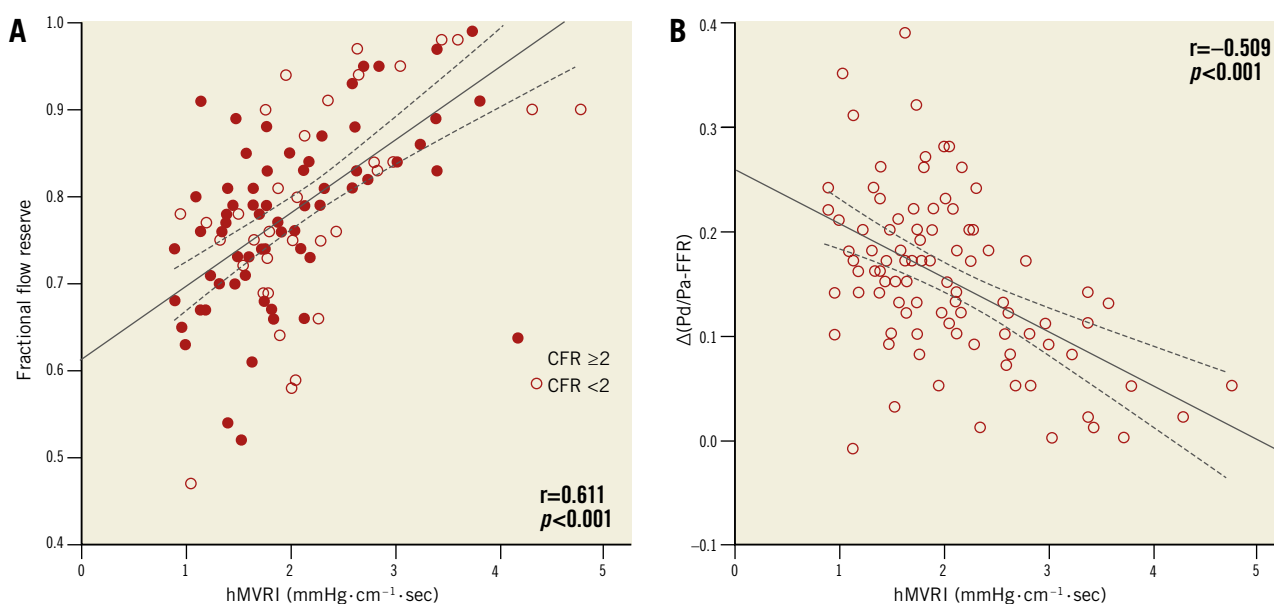 A
1.0
0.9
0.8
0.7
0.6
0.5
0.4
Fractional flow reserve
CFR ≥2
CFR <2
r=0.611
p<0.001
0
1
2
3
4
5
hMVRI (mmHg·cm⁻¹·sec)
B
0.4
0.3
0.2
0.1
0.0
−0.1
Δ(Pd/Pa-FFR)
r=−0.509
p<0.001
0
1
2
3
4
5
hMVRI (mmHg·cm⁻¹·sec)